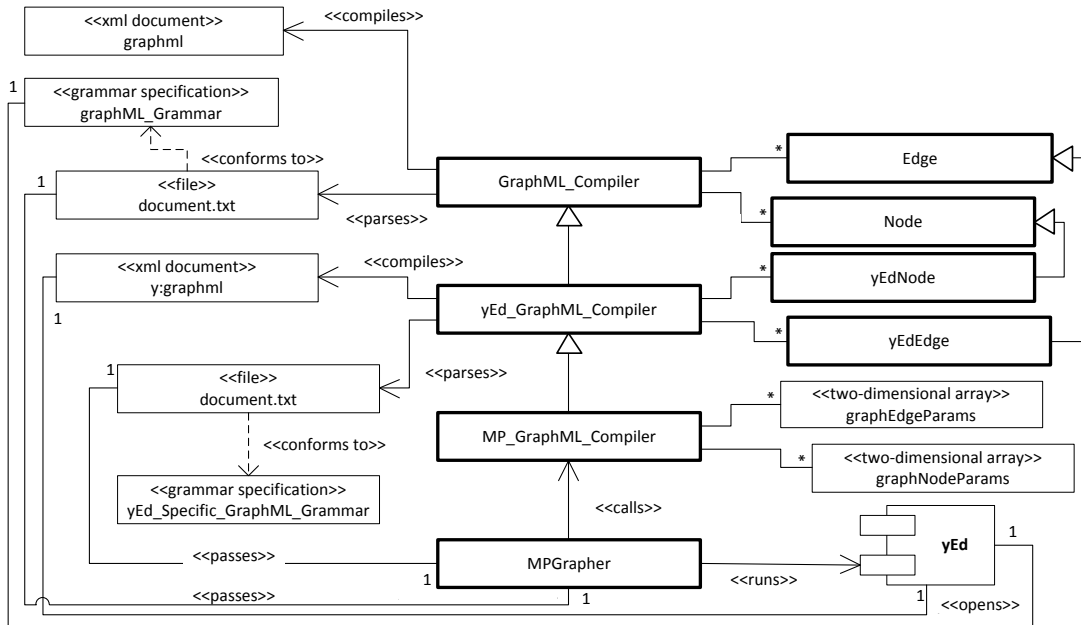 <<xml document>>
graphml
<<compiles>>
1
<<grammar specification>>
graphML_Grammar
<<conforms to>>
1
<<file>>
document.txt
<<parses>>
GraphML_Compiler
*
Edge
*
Node
<<xml document>>
y:graphml
1
<<compiles>>
yEd_GraphML_Compiler
*
yEdNode
*
yEdEdge
1
<<file>>
document.txt
<<parses>>
<<conforms to>>
<<grammar specification>>
yEd_Specific_GraphML_Grammar
MP_GraphML_Compiler
*
<<two-dimensional array>>
graphEdgeParams
*
<<two-dimensional array>>
graphNodeParams
<<calls>>
<<passes>>
MPGrapher
1
<<runs>>
yEd
1
<<passes>>
1
1
<<opens>>